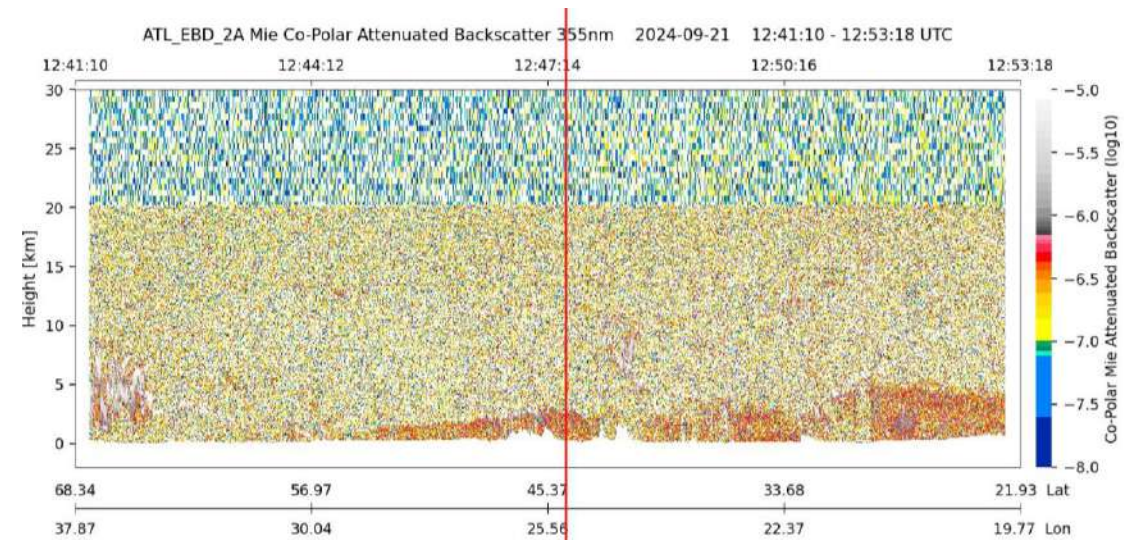 ATL_EBD_2A Mie Co-Polar Attenuated Backscatter 355nm 2024-09-21 12:41:10 - 12:53:18 UTC
12:41:10 12:44:12 12:47:14 12:50:16 12:53:18
30
25
20
15
10
5
0
Height [km]
−5.0
−5.5
−6.0
−6.5
−7.0
−7.5
−8.0
Co-Polar Mie Attenuated Backscatter (log10)
68.34 56.97 45.37 33.68 21.93 Lat
37.87 30.04 25.56 22.37 19.77 Lon